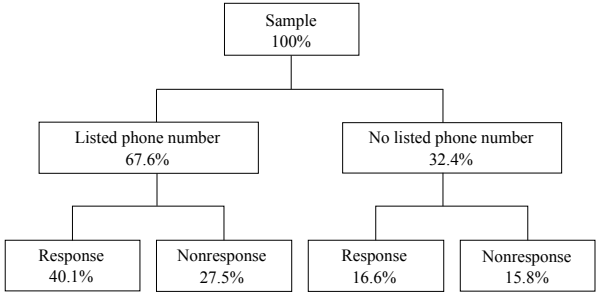 Sample
100%
Listed phone number
67.6%
No listed phone number
32.4%
Response
40.1%
Nonresponse
27.5%
Response
16.6%
Nonresponse
15.8%